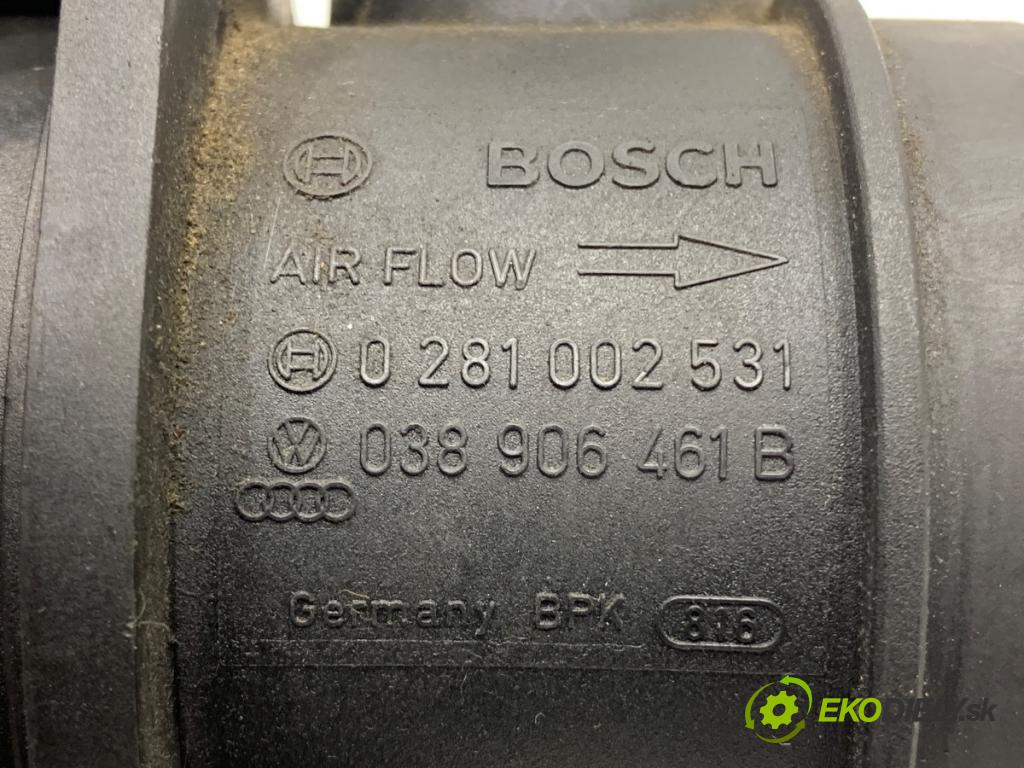 BOSCH
AIR FLOW
0 281 002 531
038 906 461 B
Germany BPK 816
EKODIELY.sk